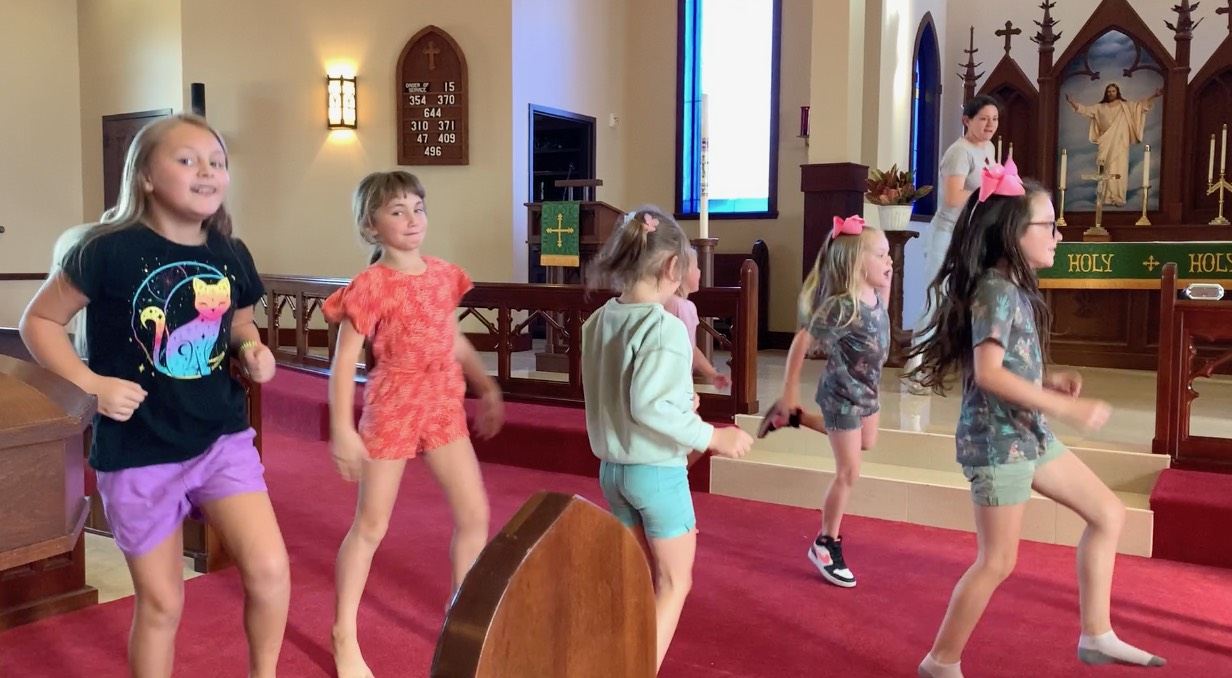 ORDER OF
SERVICE 15
354 370
644
310 371
47 409
496
HOLY HOLY